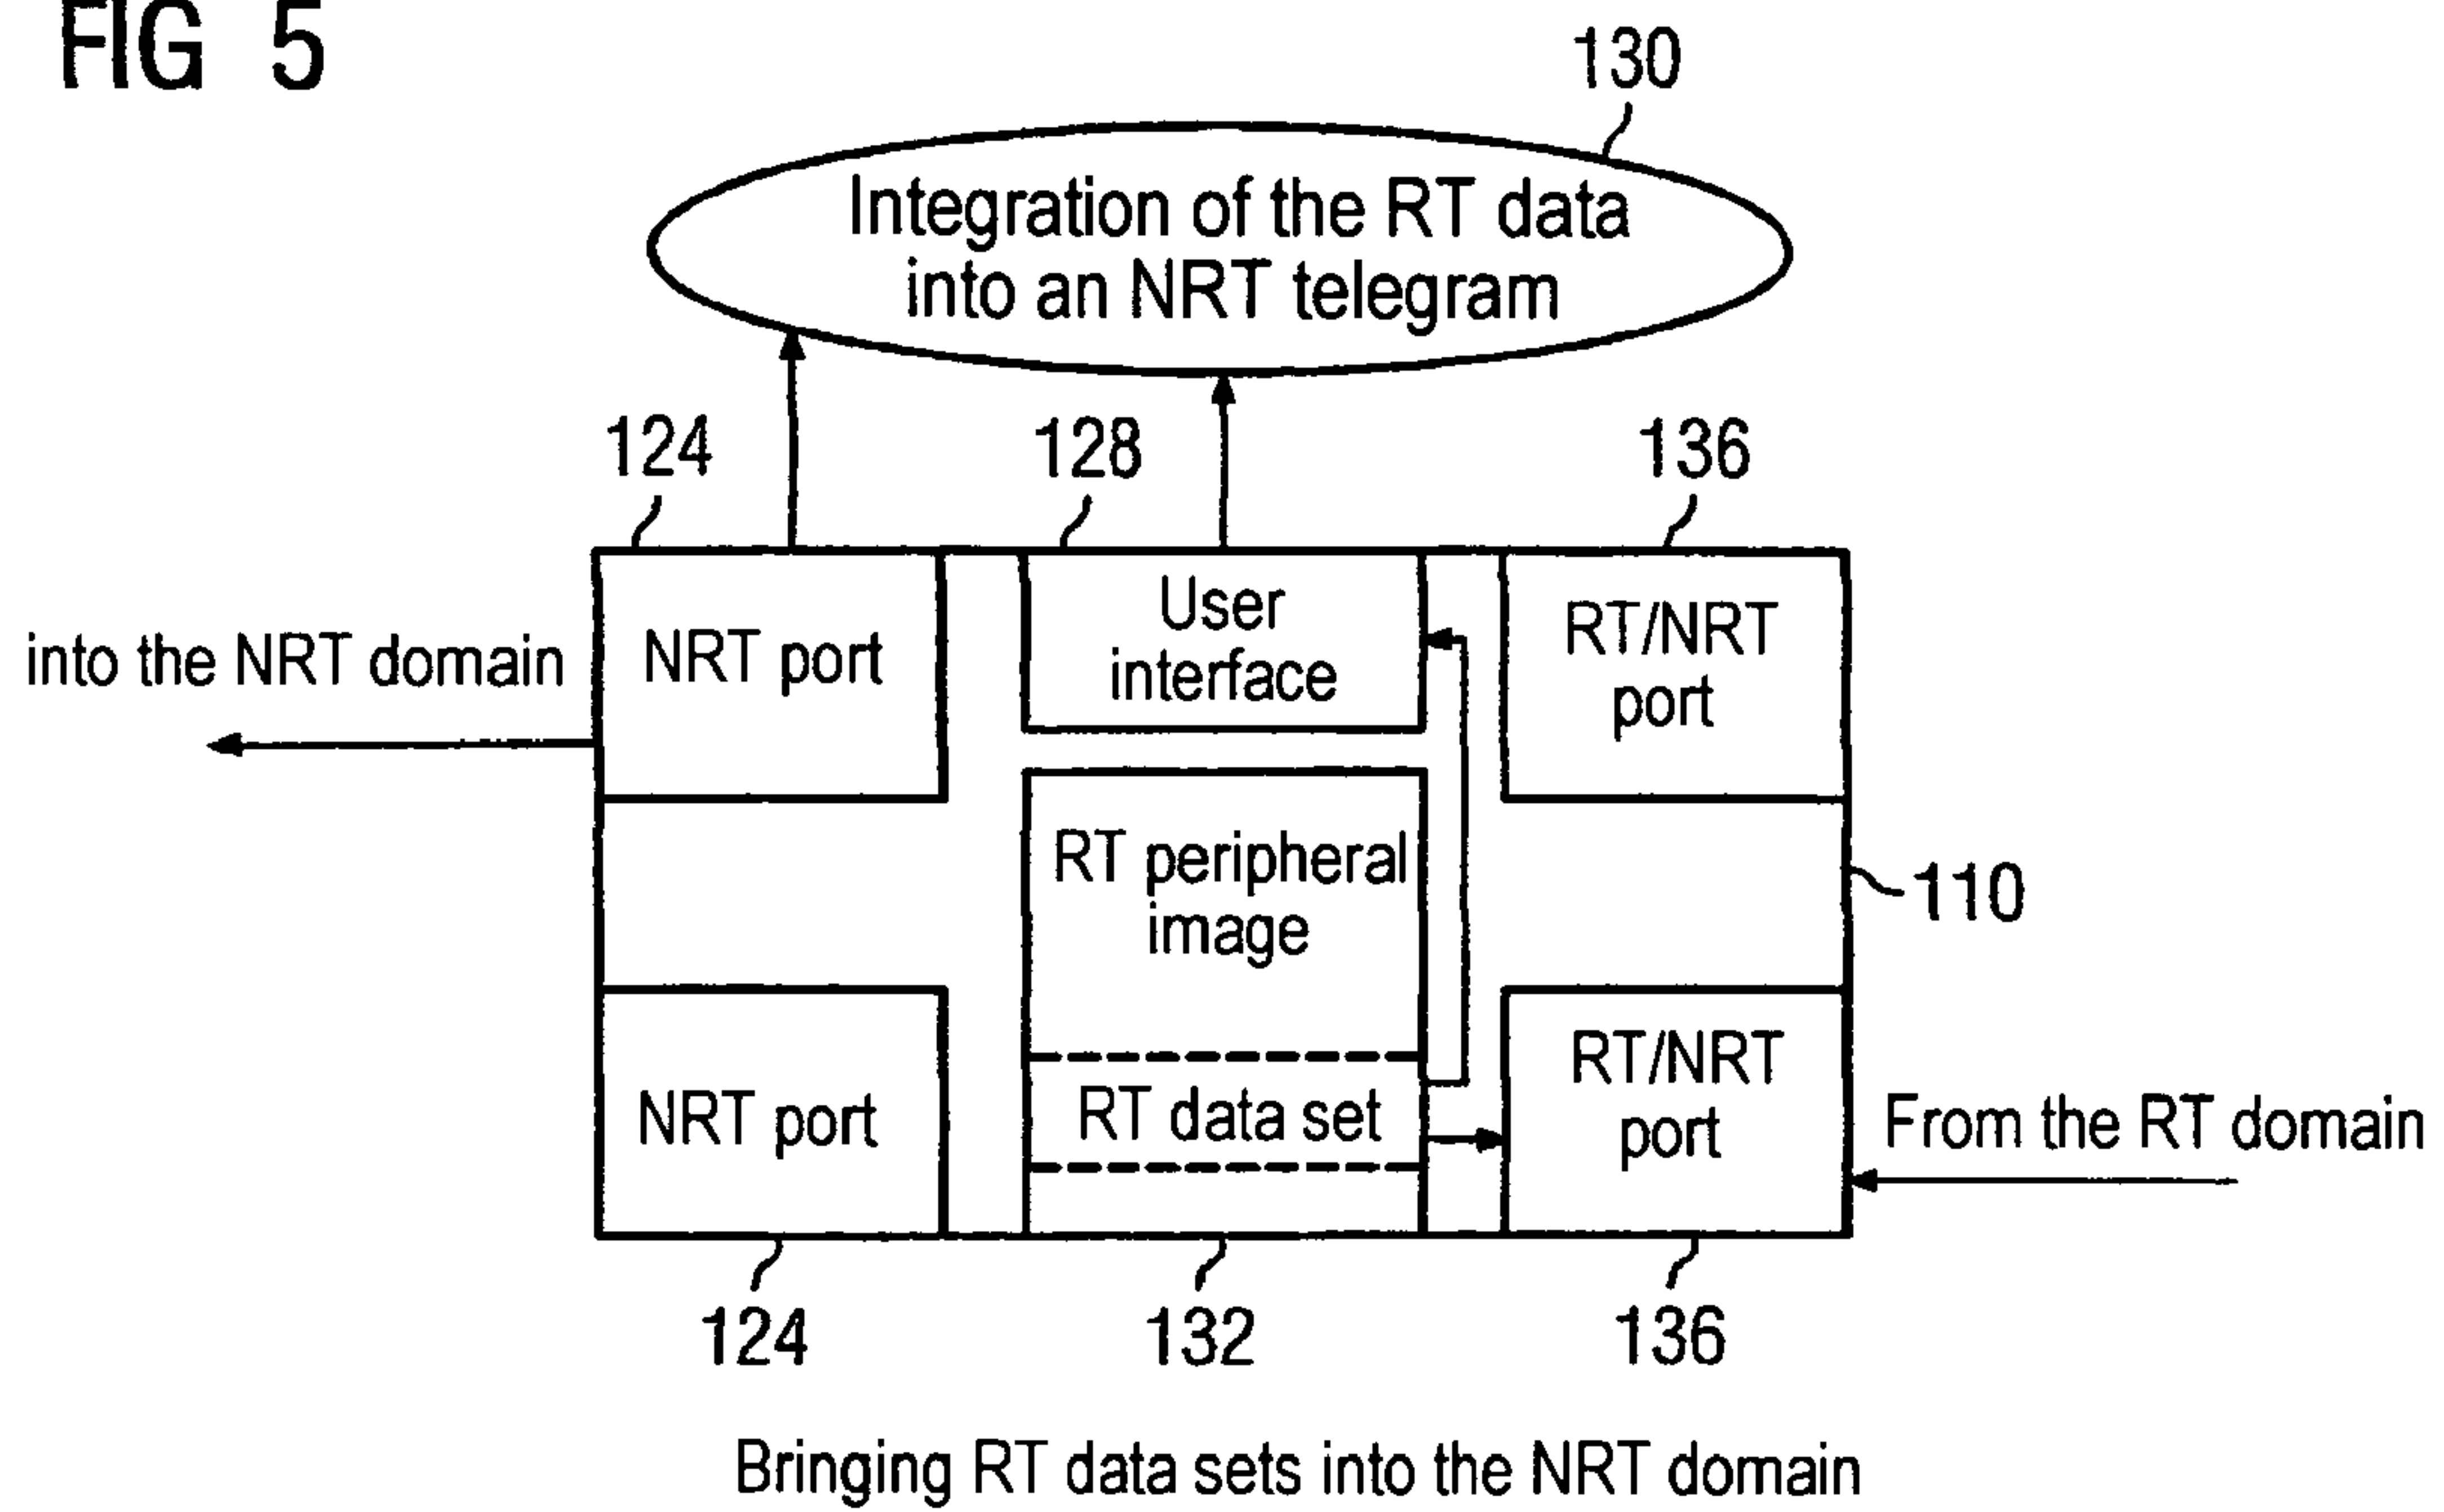 FIG 5
130
Integration of the RT data
into an NRT telegram
124
128
136
into the NRT domain
NRT port
User
interface
RT/NRT
port
RT peripheral
image
110
NRT port
RT data set
RT/NRT
port
From the RT domain
124
132
136
Bringing RT data sets into the NRT domain